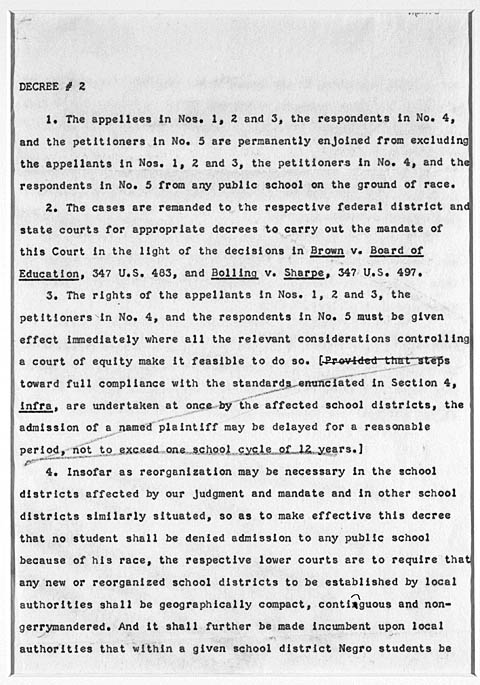 DECREE # 2
1. The appellees in Nos. 1, 2 and 3, the respondents in No. 4,
and the petitioners in No. 5 are permanently enjoined from excluding
the appellants in Nos. 1, 2 and 3, the petitioners in No. 4, and the
respondents in No. 5 from any public school on the ground of race.
2. The cases are remanded to the respective federal district and
state courts for appropriate decrees to carry out the mandate of
this Court in the light of the decisions in Brown v. Board of
Education, 347 U.S. 483, and Bolling v. Sharpe, 347 U.S. 497.
3. The rights of the appellants in Nos. 1, 2 and 3, the
petitioners in No. 4, and the respondents in No. 5 must be given
effect immediately where all the relevant considerations controlling
a court of equity make it feasible to do so. [Provided that steps
toward full compliance with the standards enunciated in Section 4,
infra, are undertaken at once by the affected school districts, the
admission of a named plaintiff may be delayed for a reasonable
period, not to exceed one school cycle of 12 years.]
4. Insofar as reorganization may be necessary in the school
districts affected by our judgment and mandate and in other school
districts similarly situated, so as to make effective this decree
that no student shall be denied admission to any public school
because of his race, the respective lower courts are to require that
any new or reorganized school districts to be established by local
authorities shall be geographically compact, contiguous and non-
gerrymandered. And it shall further be made incumbent upon local
authorities that within a given school district Negro students be